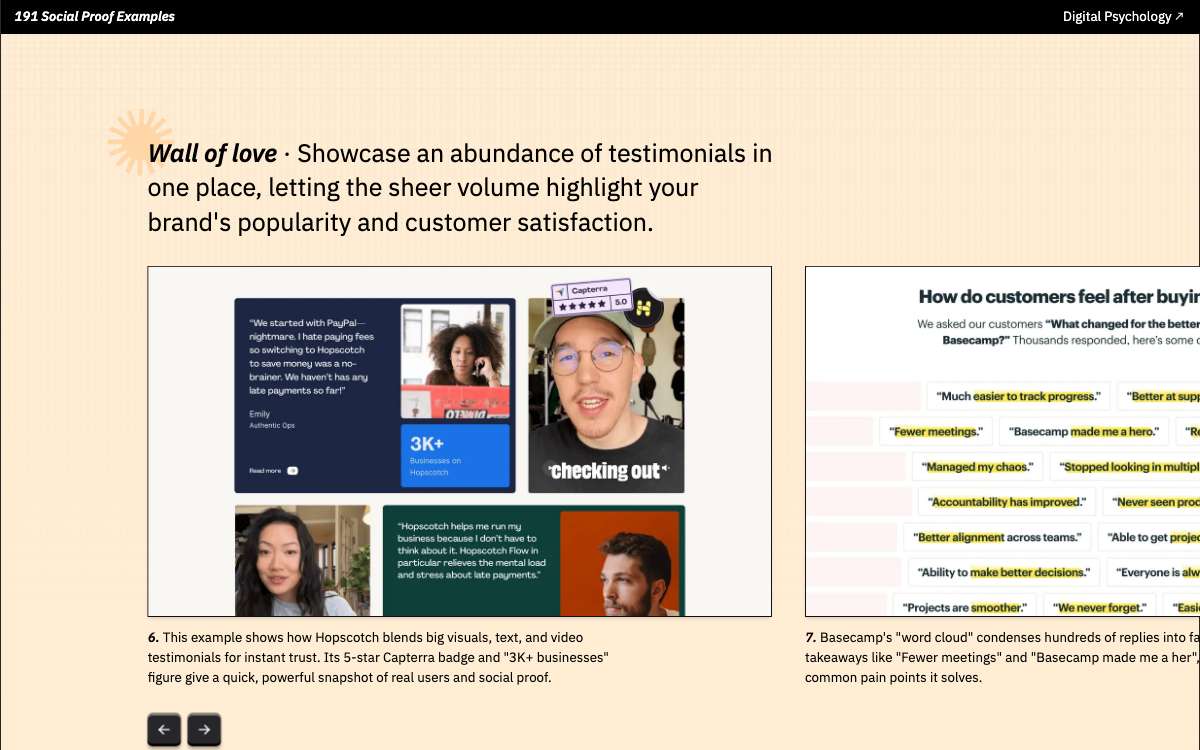 191 Social Proof Examples
Digital Psychology ↗
Wall of love · Showcase an abundance of testimonials in
one place, letting the sheer volume highlight your
brand's popularity and customer satisfaction.
"We started with PayPal—
nightmare. I hate paying fees
so switching to Hopscotch
to save money was a no-
brainer. We haven't has any
late payments so far!"
Emily
Authentic Ops
Read more
3K+
Businesses on
Hopscotch
Capterra
★★★★★ 5.0
checking out
"Hopscotch helps me run my
business because I don't have to
think about it. Hopscotch Flow in
particular relieves the mental load
and stress about late payments."
6. This example shows how Hopscotch blends big visuals, text, and video
testimonials for instant trust. Its 5-star Capterra badge and "3K+ businesses"
figure give a quick, powerful snapshot of real users and social proof.
How do customers feel after buyin
We asked our customers "What changed for the better
Basecamp?" Thousands responded, here's some o
"Much easier to track progress."
"Better at supp
"Fewer meetings."
"Basecamp made me a hero."
"Re
"Managed my chaos."
"Stopped looking in multipl
"Accountability has improved."
"Never seen proc
"Better alignment across teams."
"Able to get projec
"Ability to make better decisions."
"Everyone is alw
"Projects are smoother."
"We never forget."
"Easie
7. Basecamp's "word cloud" condenses hundreds of replies into fa
takeaways like "Fewer meetings" and "Basecamp made me a her",
common pain points it solves.